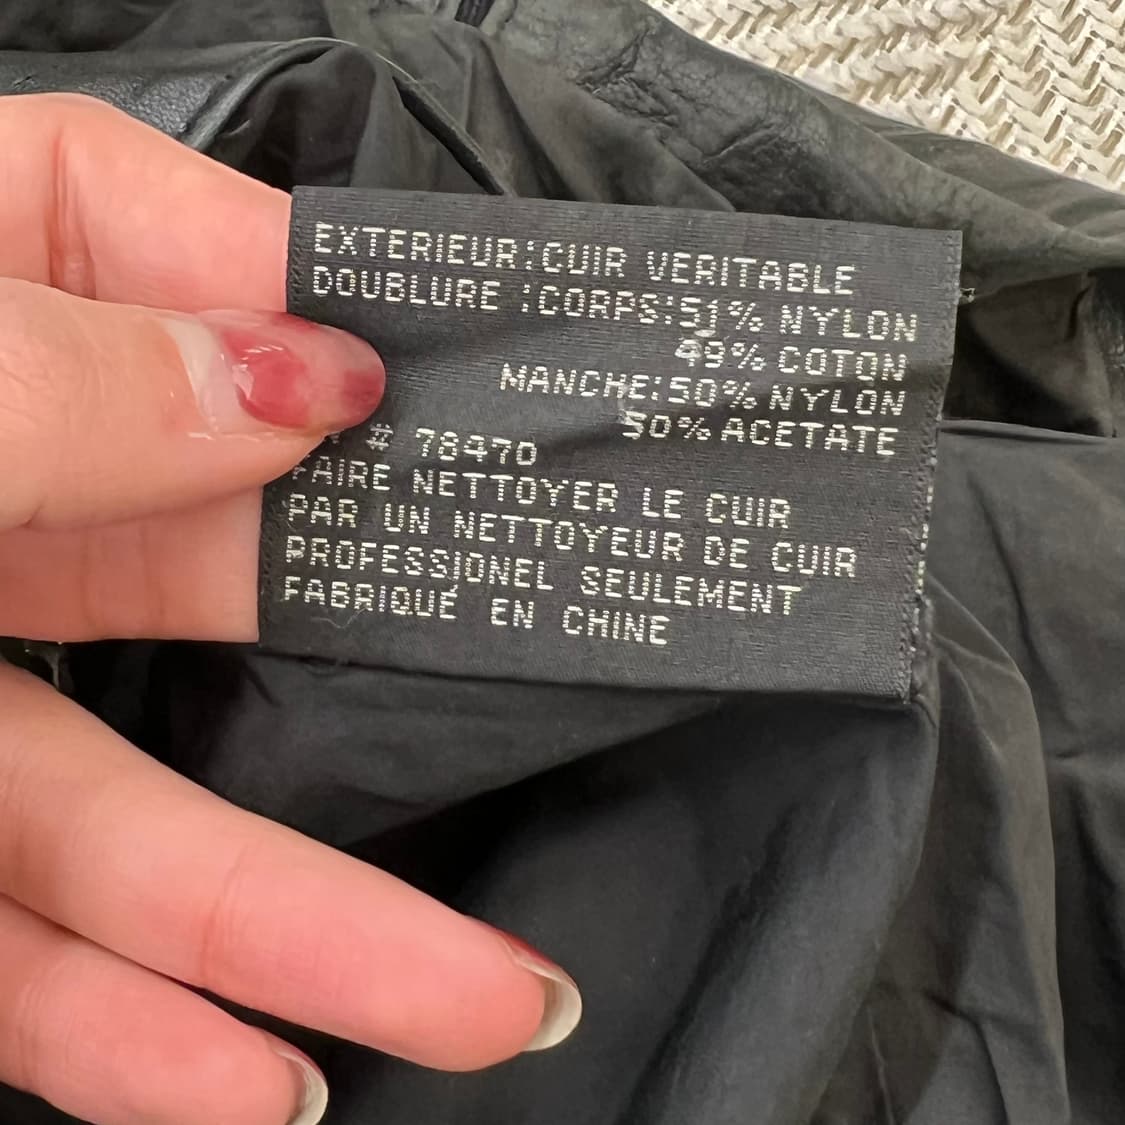 EXTERIEUR:CUIR VERITABLE
DOUBLURE :CORPS:51% NYLON
49% COTON
MANCHE:50% NYLON
50% ACETATE
# 78470
FAIRE NETTOYER LE CUIR
PAR UN NETTOYEUR DE CUIR
PROFESSIONEL SEULEMENT
FABRIQUÉ EN CHINE